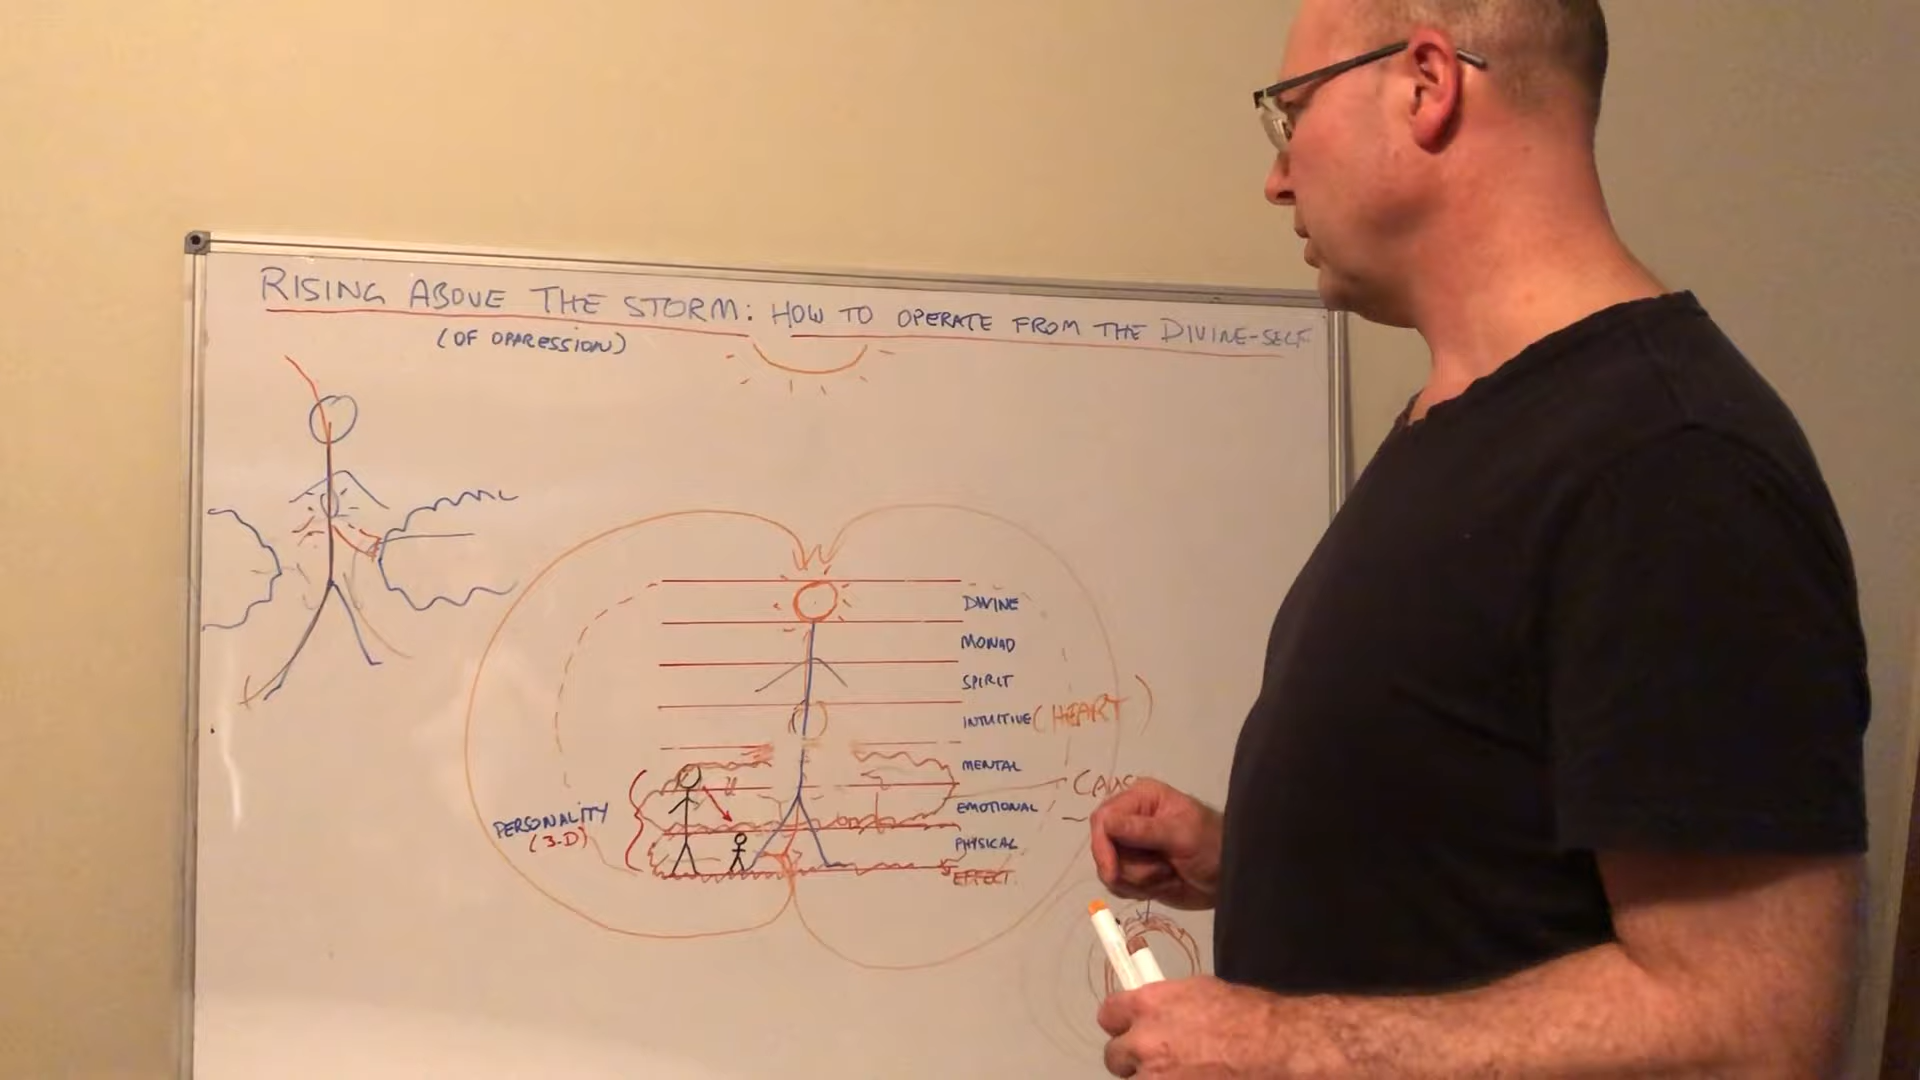 RISING ABOVE THE STORM: HOW TO OPERATE FROM THE DIVINE-SELF
(OF OPPRESSION)
DIVINE
MONAD
SPIRIT
INTUITIVE (HEART)
MENTAL
CAUS
EMOTIONAL
PERSONALITY
(3-D)
PHYSICAL
EFFECT